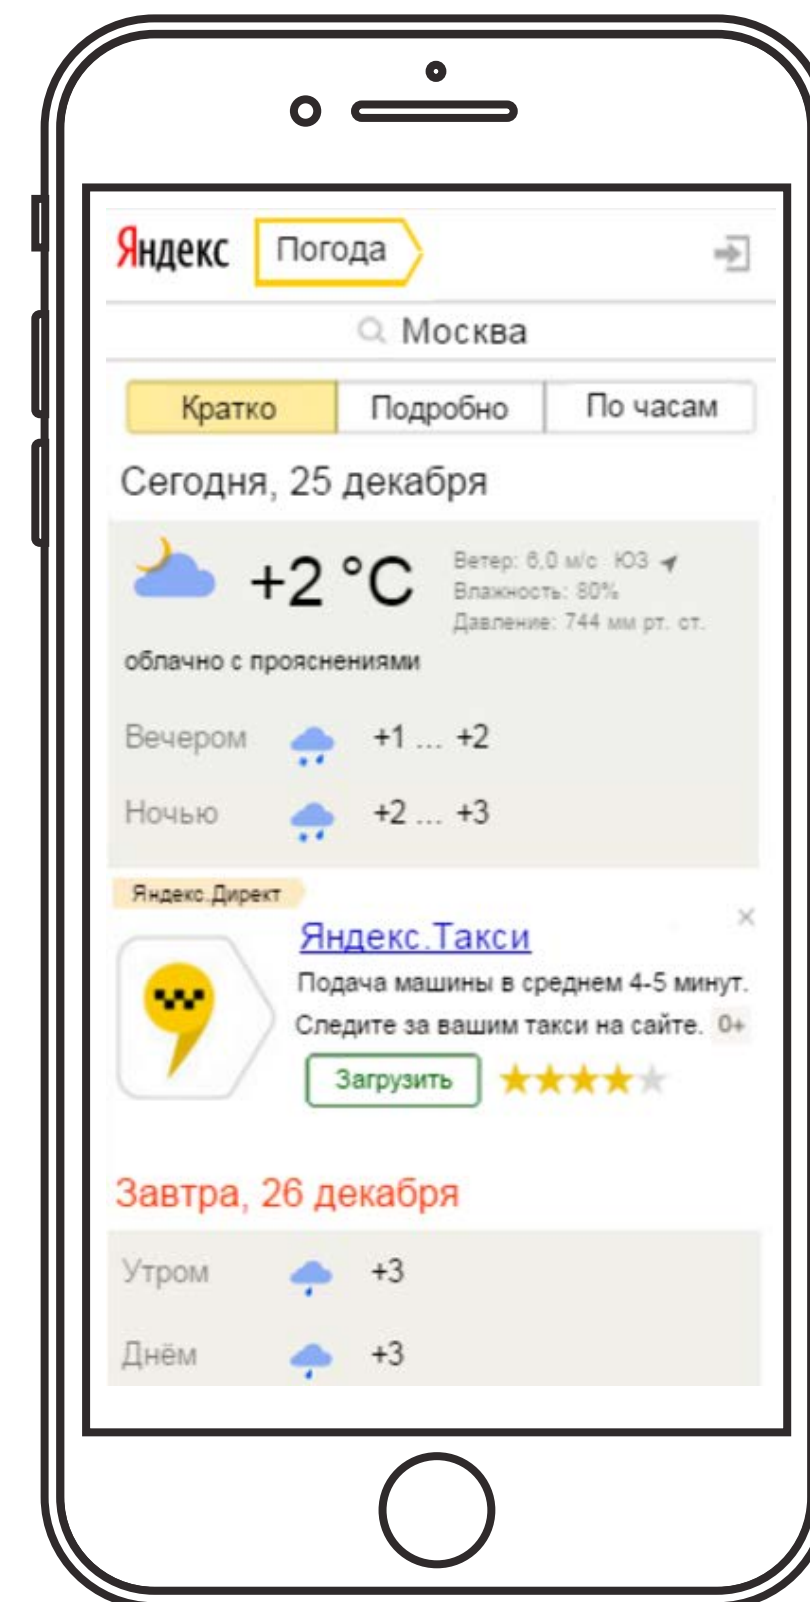 Яндекс Погода
Москва
Кратко Подробно По часам
Сегодня, 25 декабря
+2 °C
Ветер: 6,0 м/с ЮЗ
Влажность: 80%
Давление: 744 мм рт. ст.
облачно с прояснениями
Вечером +1 ... +2
Ночью +2 ... +3
Яндекс.Директ
Яндекс.Такси
Подача машины в среднем 4-5 минут.
Следите за вашим такси на сайте. 0+
Загрузить
Завтра, 26 декабря
Утром +3
Днём +3